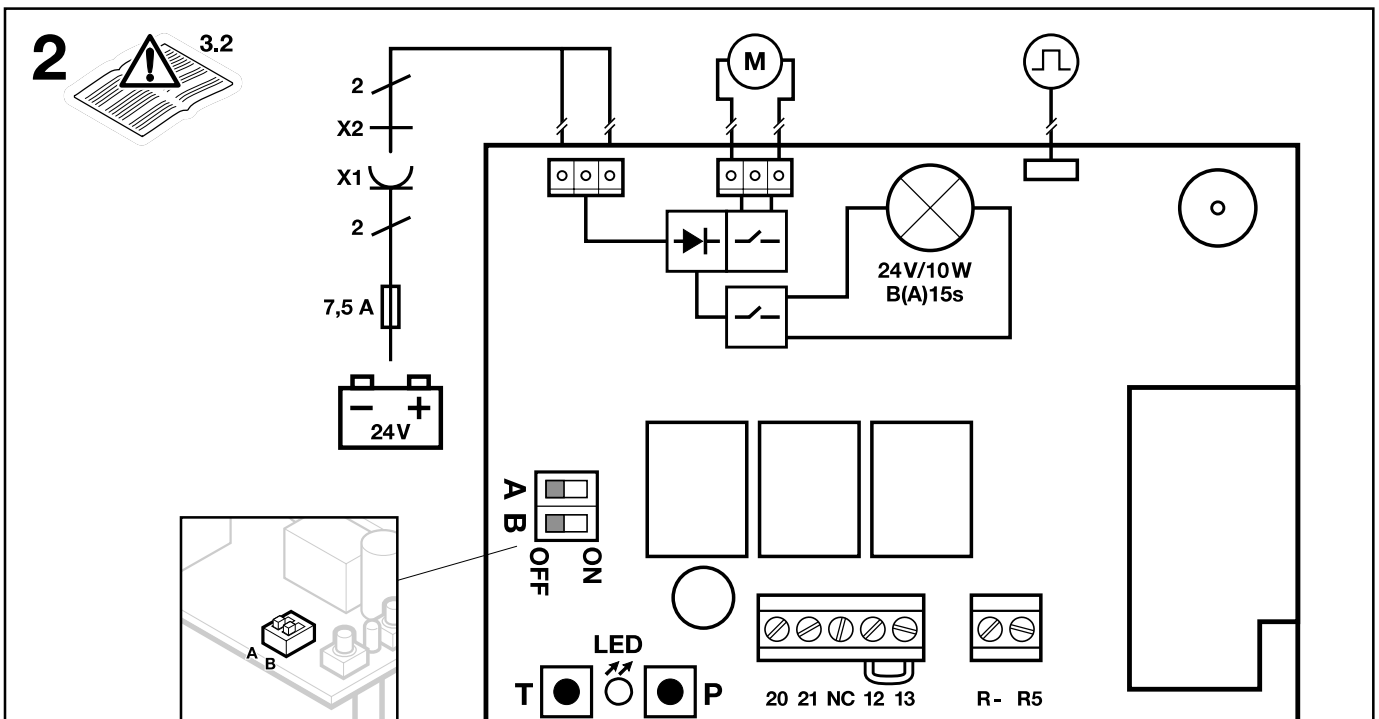 2
3.2
2
X2
X1
2
7,5 A
− +
24V
M
24V/10W
B(A)15s
A
B
OFF
ON
A
B
LED
T
P
20 21 NC 12 13
R- R5